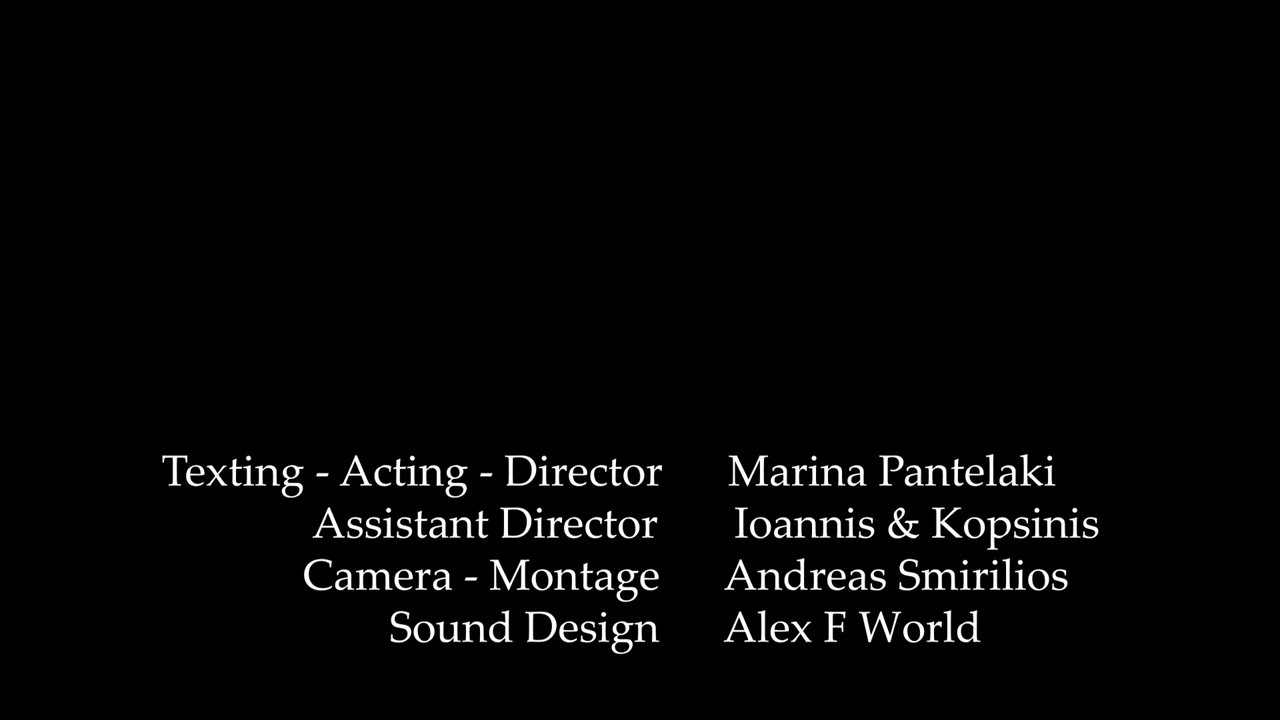 Texting - Acting - Director Marina Pantelaki
Assistant Director Ioannis & Kopsinis
Camera - Montage Andreas Smirilios
Sound Design Alex F World